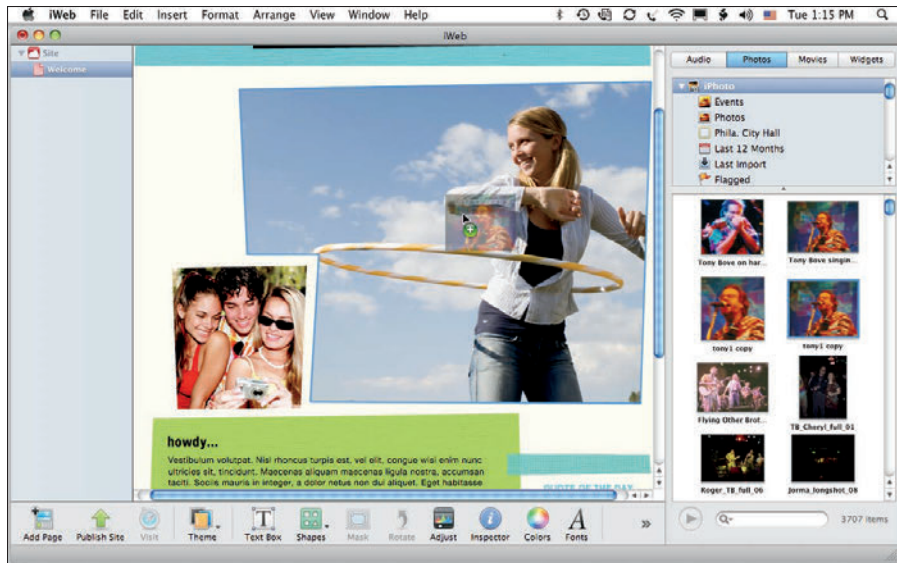 iWeb File Edit Insert Format Arrange View Window Help Tue 1:15 PM
iWeb
Site
Welcome
Audio Photos Movies Widgets
iPhoto
Events
Photos
Phila. City Hall
Last 12 Months
Last Import
Flagged
Tony Bove on har... Tony Bove singin...
tony1 copy tony1 copy
Flying Other Brot... TB_Cheryl_full_01
Roger_TB_full_06 Jorma_longshot_08
howdy...
Vestibulum volutpat. Nisl rhoncus turpis est, vel elit, congue wisi enim nunc
ultricies sit, tincidunt. Maecenas aliquam maecenas ligula nostra, accumsan
taciti. Sociis mauris in integer, a dolor netus non dui aliquet. Eget habitasse
QUOTE OF THE DAY
Add Page Publish Site Visit Theme Text Box Shapes Mask Rotate Adjust Inspector Colors Fonts
3707 items